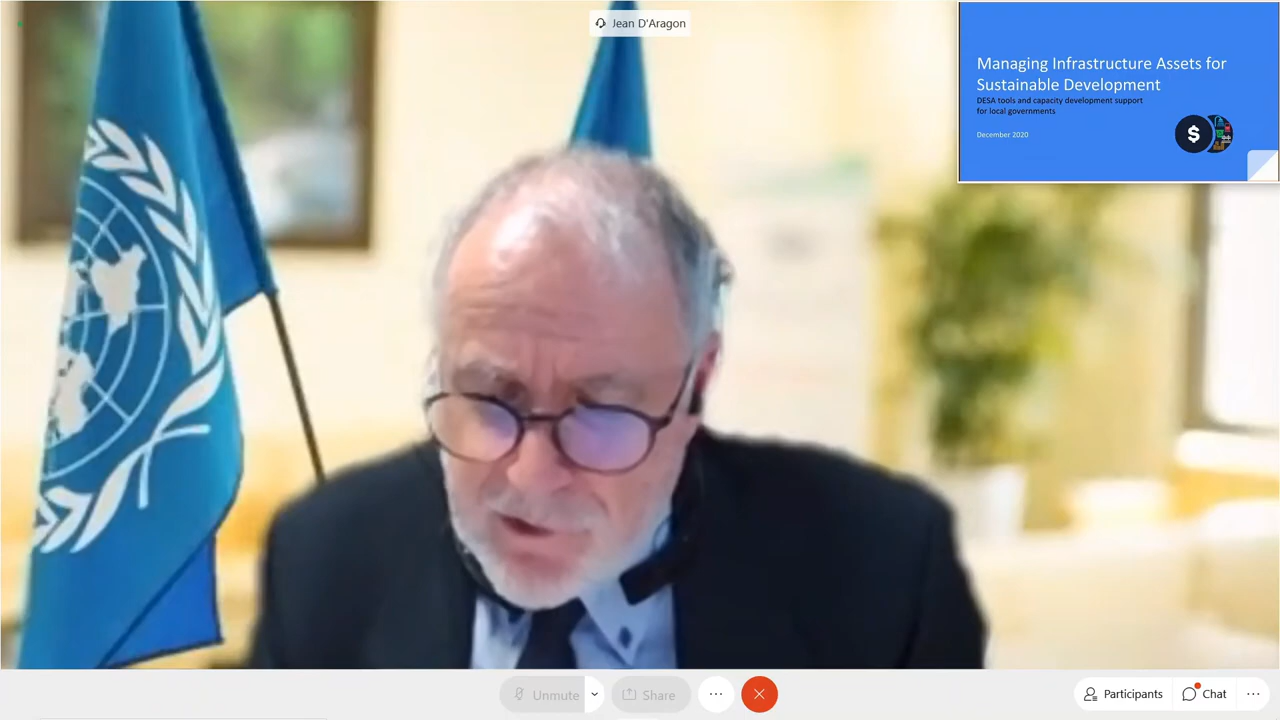 Jean D'Aragon
Managing Infrastructure Assets for
Sustainable Development
DESA tools and capacity development support
for local governments
December 2020
$
Unmute
Share
Participants
Chat